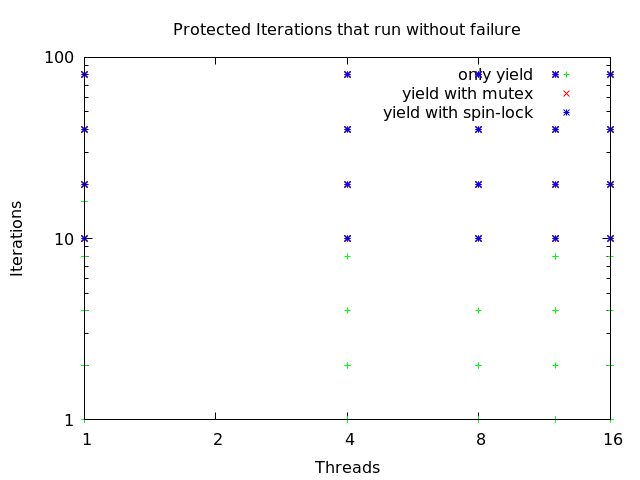 Protected Iterations that run without failure
100
only yield
yield with mutex
yield with spin-lock
Iterations
10
1
1 2 4 8 16
Threads